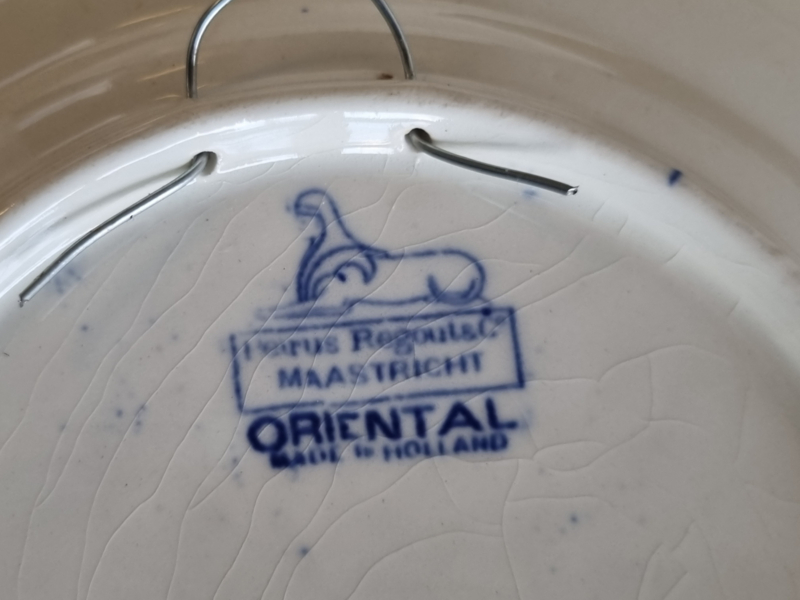 Petrus Regout & Co
MAASTRICHT
ORIENTAL
MADE IN HOLLAND